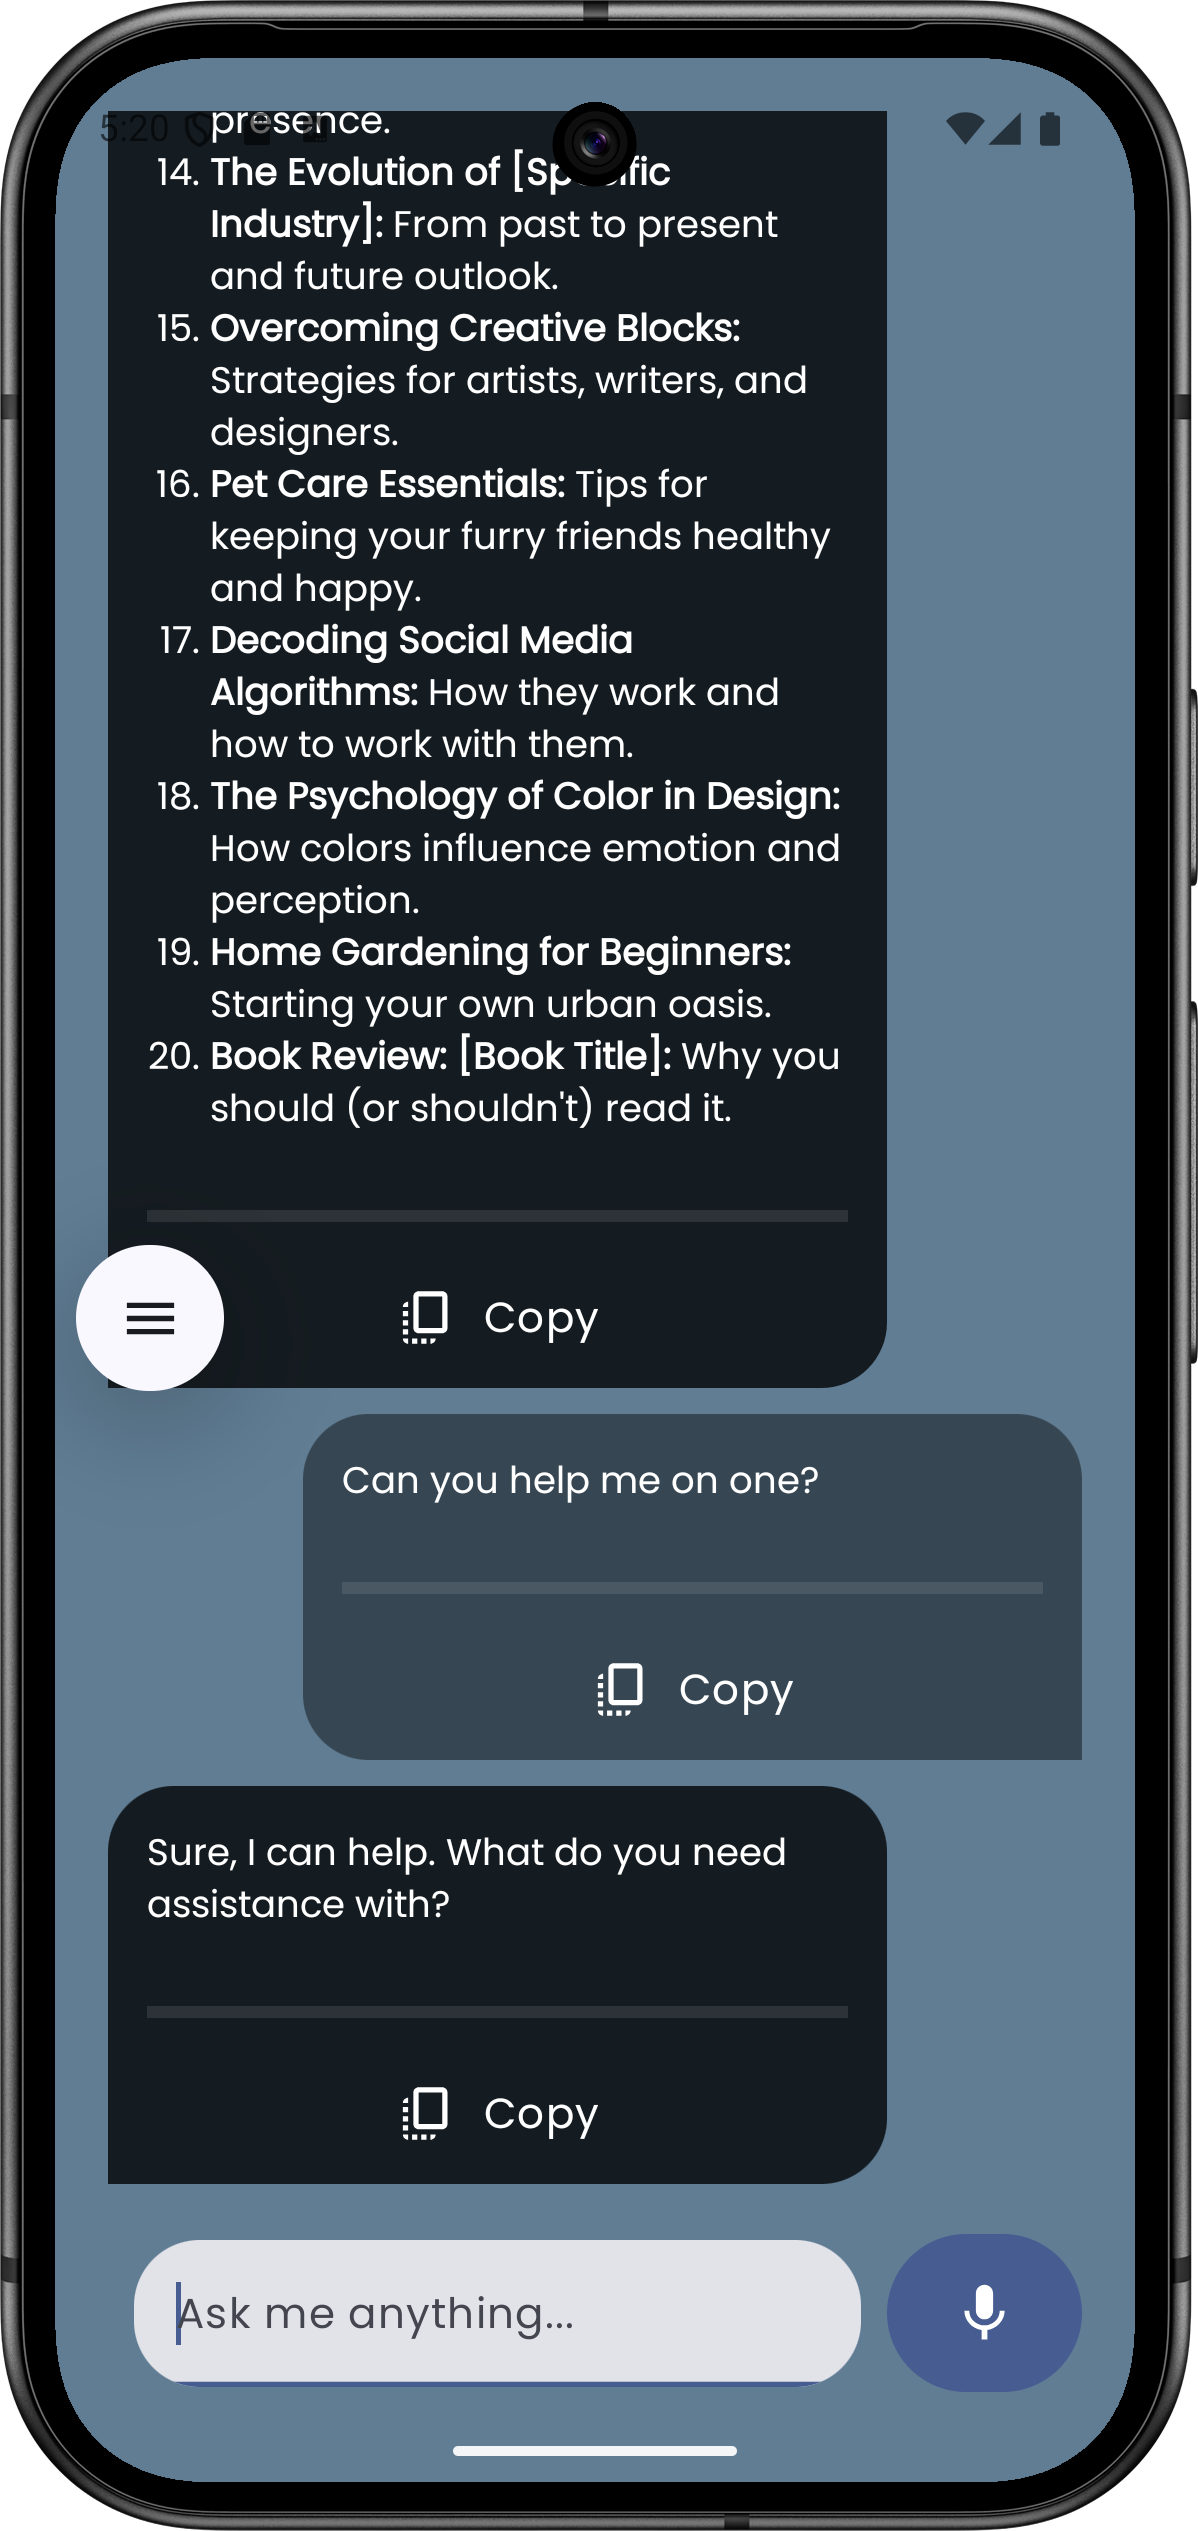 5:20
presence.
14. The Evolution of [Specific
Industry]: From past to present
and future outlook.
15. Overcoming Creative Blocks:
Strategies for artists, writers, and
designers.
16. Pet Care Essentials: Tips for
keeping your furry friends healthy
and happy.
17. Decoding Social Media
Algorithms: How they work and
how to work with them.
18. The Psychology of Color in Design:
How colors influence emotion and
perception.
19. Home Gardening for Beginners:
Starting your own urban oasis.
20. Book Review: [Book Title]: Why you
should (or shouldn't) read it.
Copy
Can you help me on one?
Copy
Sure, I can help. What do you need
assistance with?
Copy
Ask me anything...